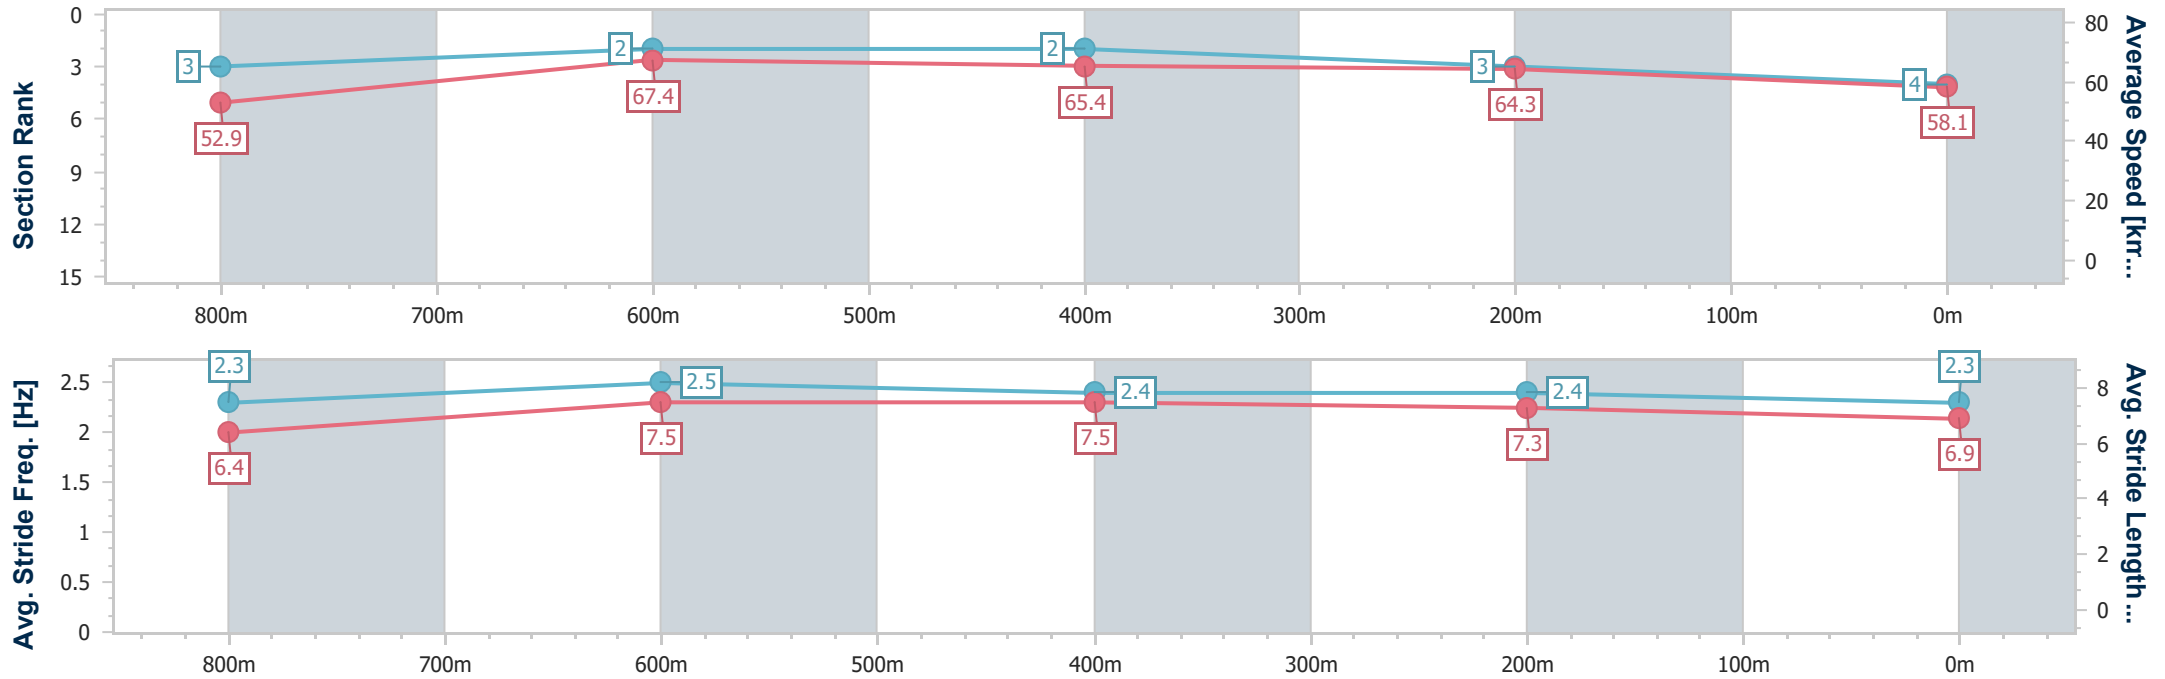 Section Rank
0
3
6
9
12
15
3
2
2
3
4
52.9
67.4
65.4
64.3
58.1
80
60
40
20
0
Average Speed [km...
800m
700m
600m
500m
400m
300m
200m
100m
0m
Avg. Stride Freq. [Hz]
2.5
2
1.5
1
0.5
0
2.3
2.5
2.4
2.4
2.3
6.4
7.5
7.5
7.3
6.9
8
6
4
2
0
Avg. Stride Length...
800m
700m
600m
500m
400m
300m
200m
100m
0m